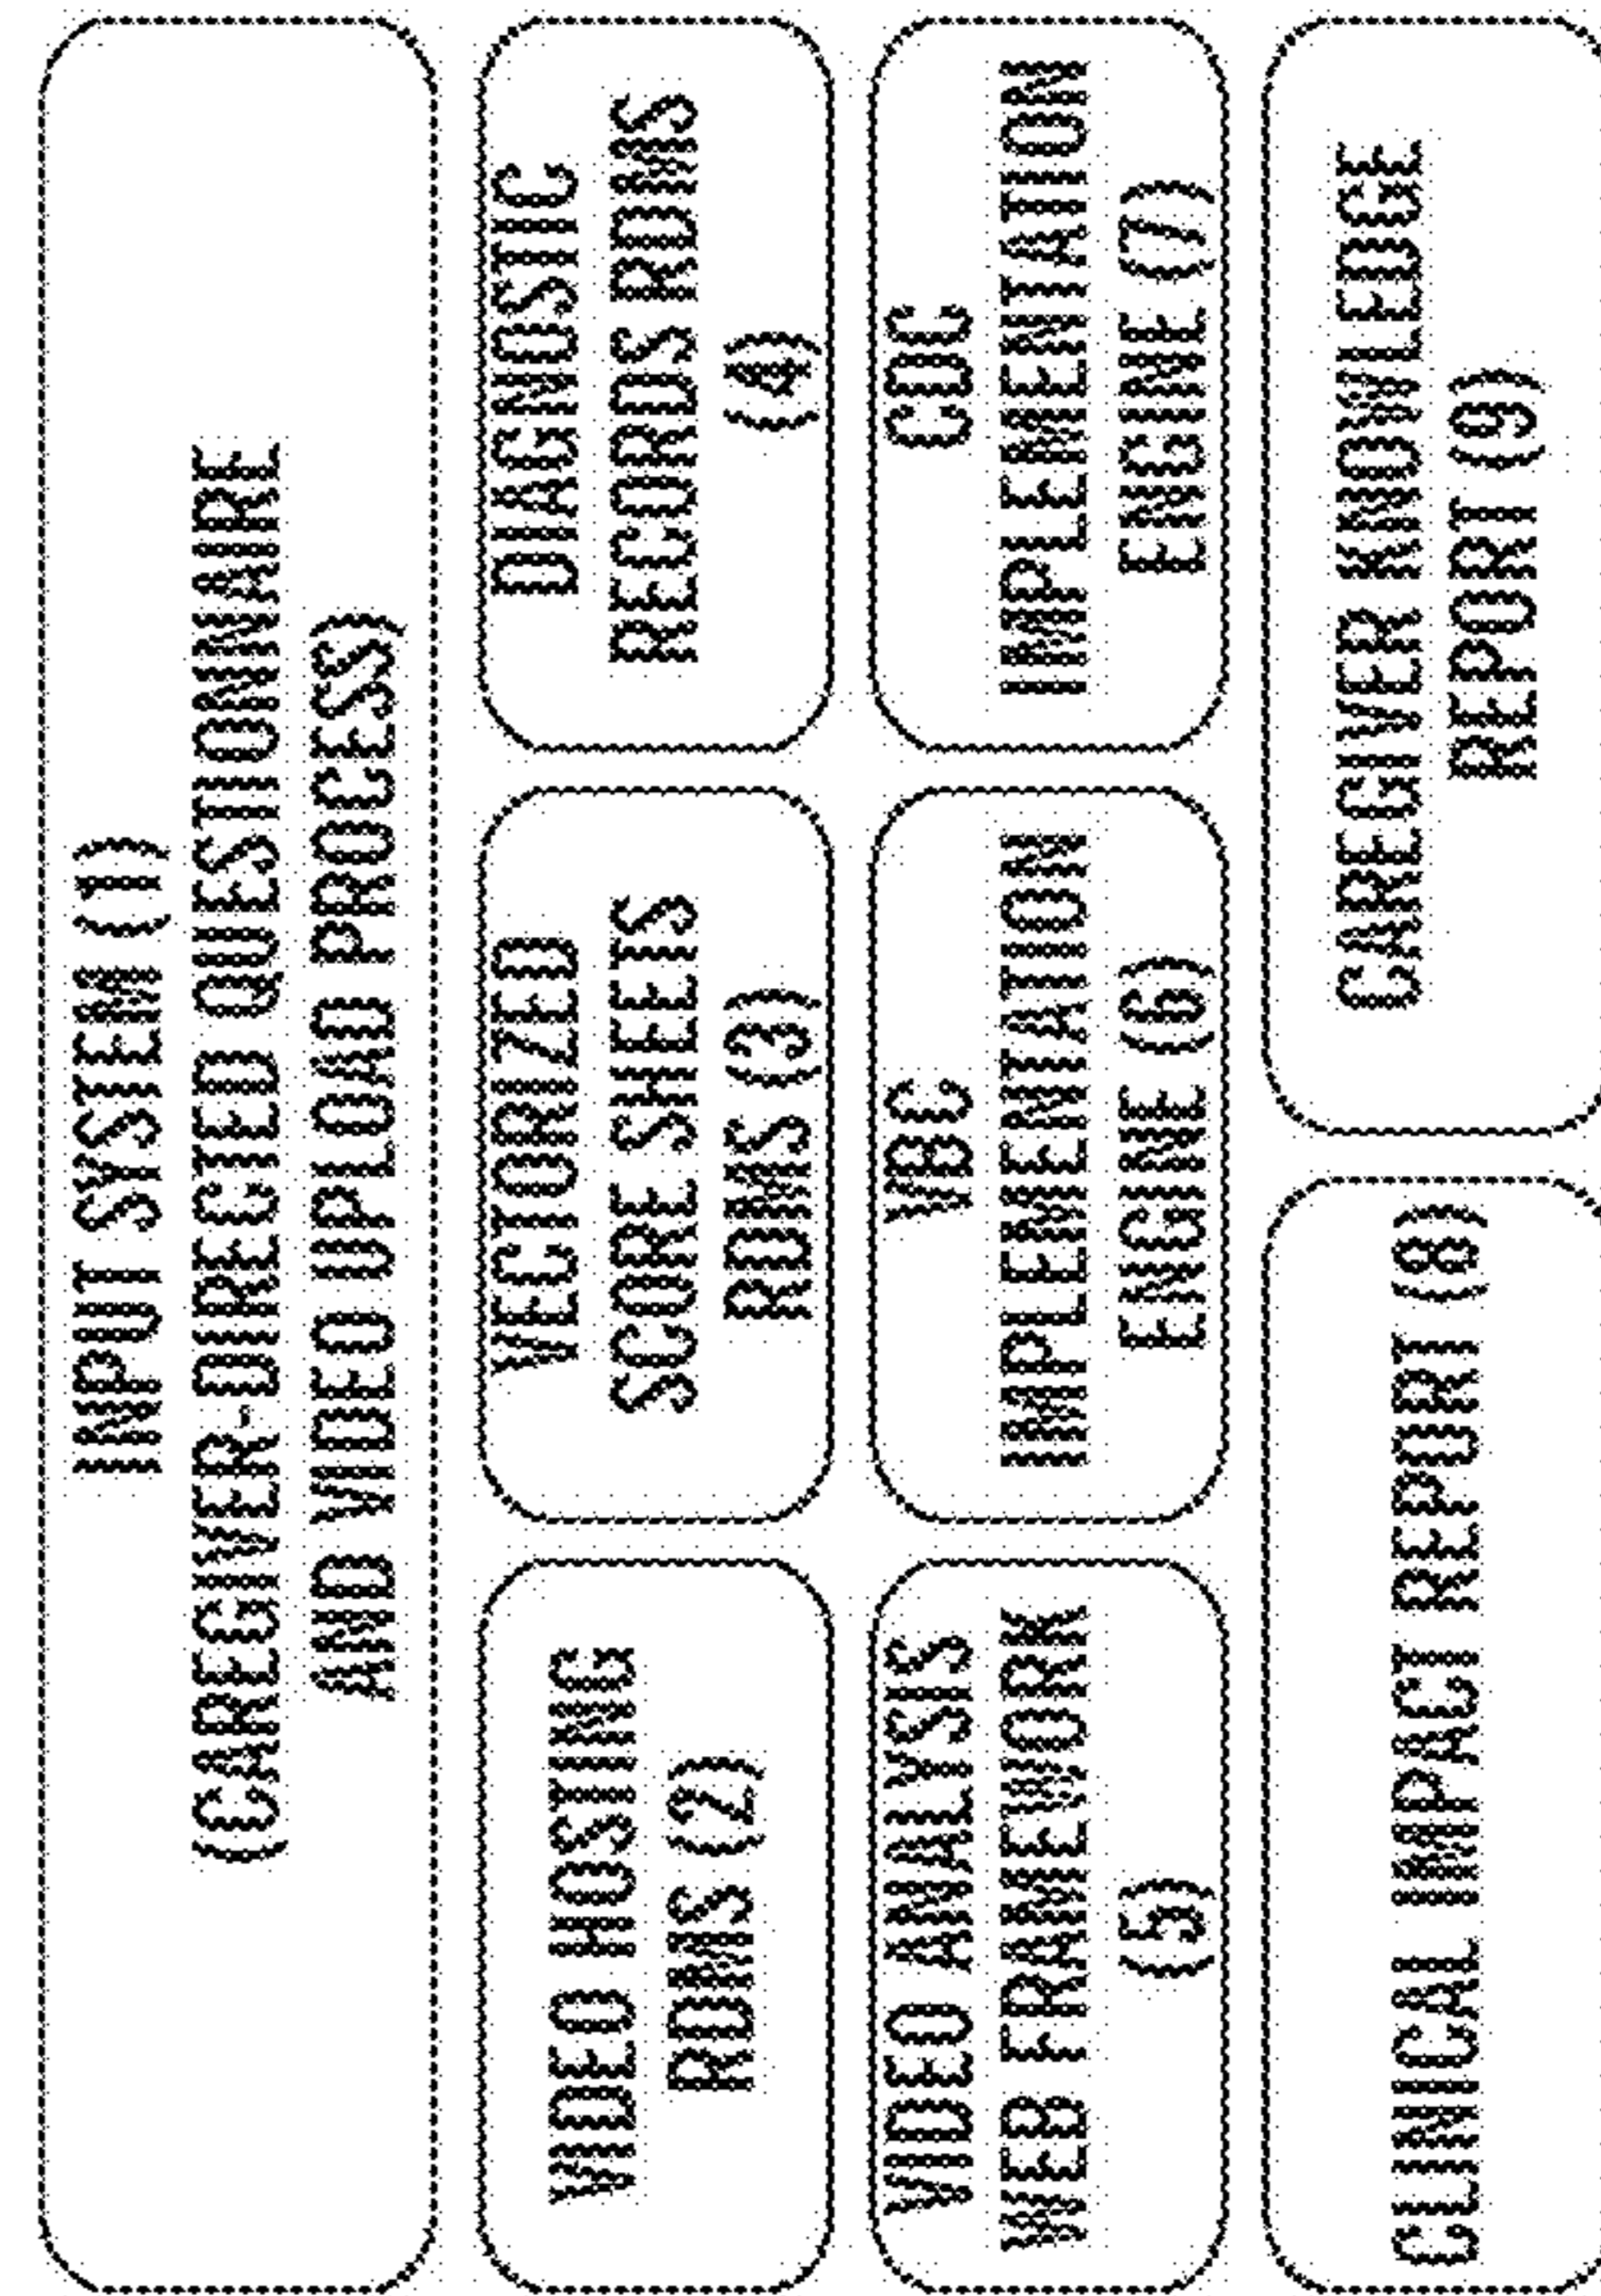 INPUT SYSTEM (1)
(CAREGIVER-DIRECTED QUESTIONNAIRE
AND VIDEO UPLOAD PROCESS)
VIDEO HOSTING
RDMS (2)
VECTORIZED
SCORE SHEETS
RDMS (3)
DIAGNOSTIC
RECORDS RDMS
(4)
VIDEO ANALYSIS
WEB FRAMEWORK
(5)
VBC
IMPLEMENTATION
ENGINE (6)
CDC
IMPLEMENTATION
ENGINE (7)
CLINICAL IMPACT REPORT (8)
CAREGIVER KNOWLEDGE
REPORT (9)